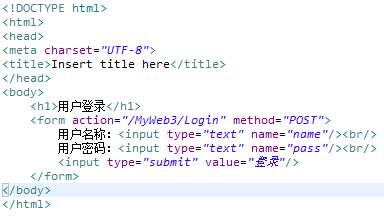 <!DOCTYPE html>
<html>
<head>
<meta charset="UTF-8">
<title>Insert title here</title>
</head>
<body>
<h1>用户登录</h1>
<form action="/MyWeb3/Login" method="POST">
用户名称：<input type="text" name="name"/><br/>
用户密码：<input type="text" name="pass"/><br/>
<input type="submit" value="登录"/>
</form>
</body>
</html>